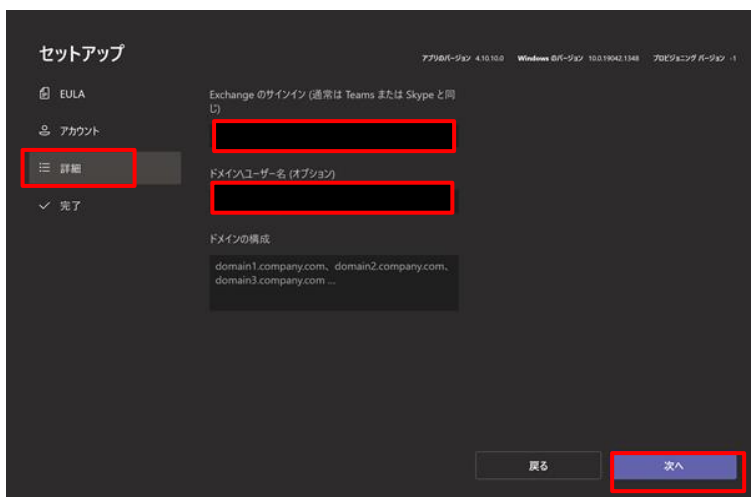 セットアップ
アプリのバージョン 4.10.10.0 Windows のバージョン 10.0.19042.1348 プロビジョニング バージョン -1
EULA
アカウント
詳細
完了
Exchange のサインイン (通常は Teams または Skype と同
じ)
ドメイン\ユーザー名 (オプション)
ドメインの構成
domain1.company.com、domain2.company.com、
domain3.company.com ...
戻る
次へ